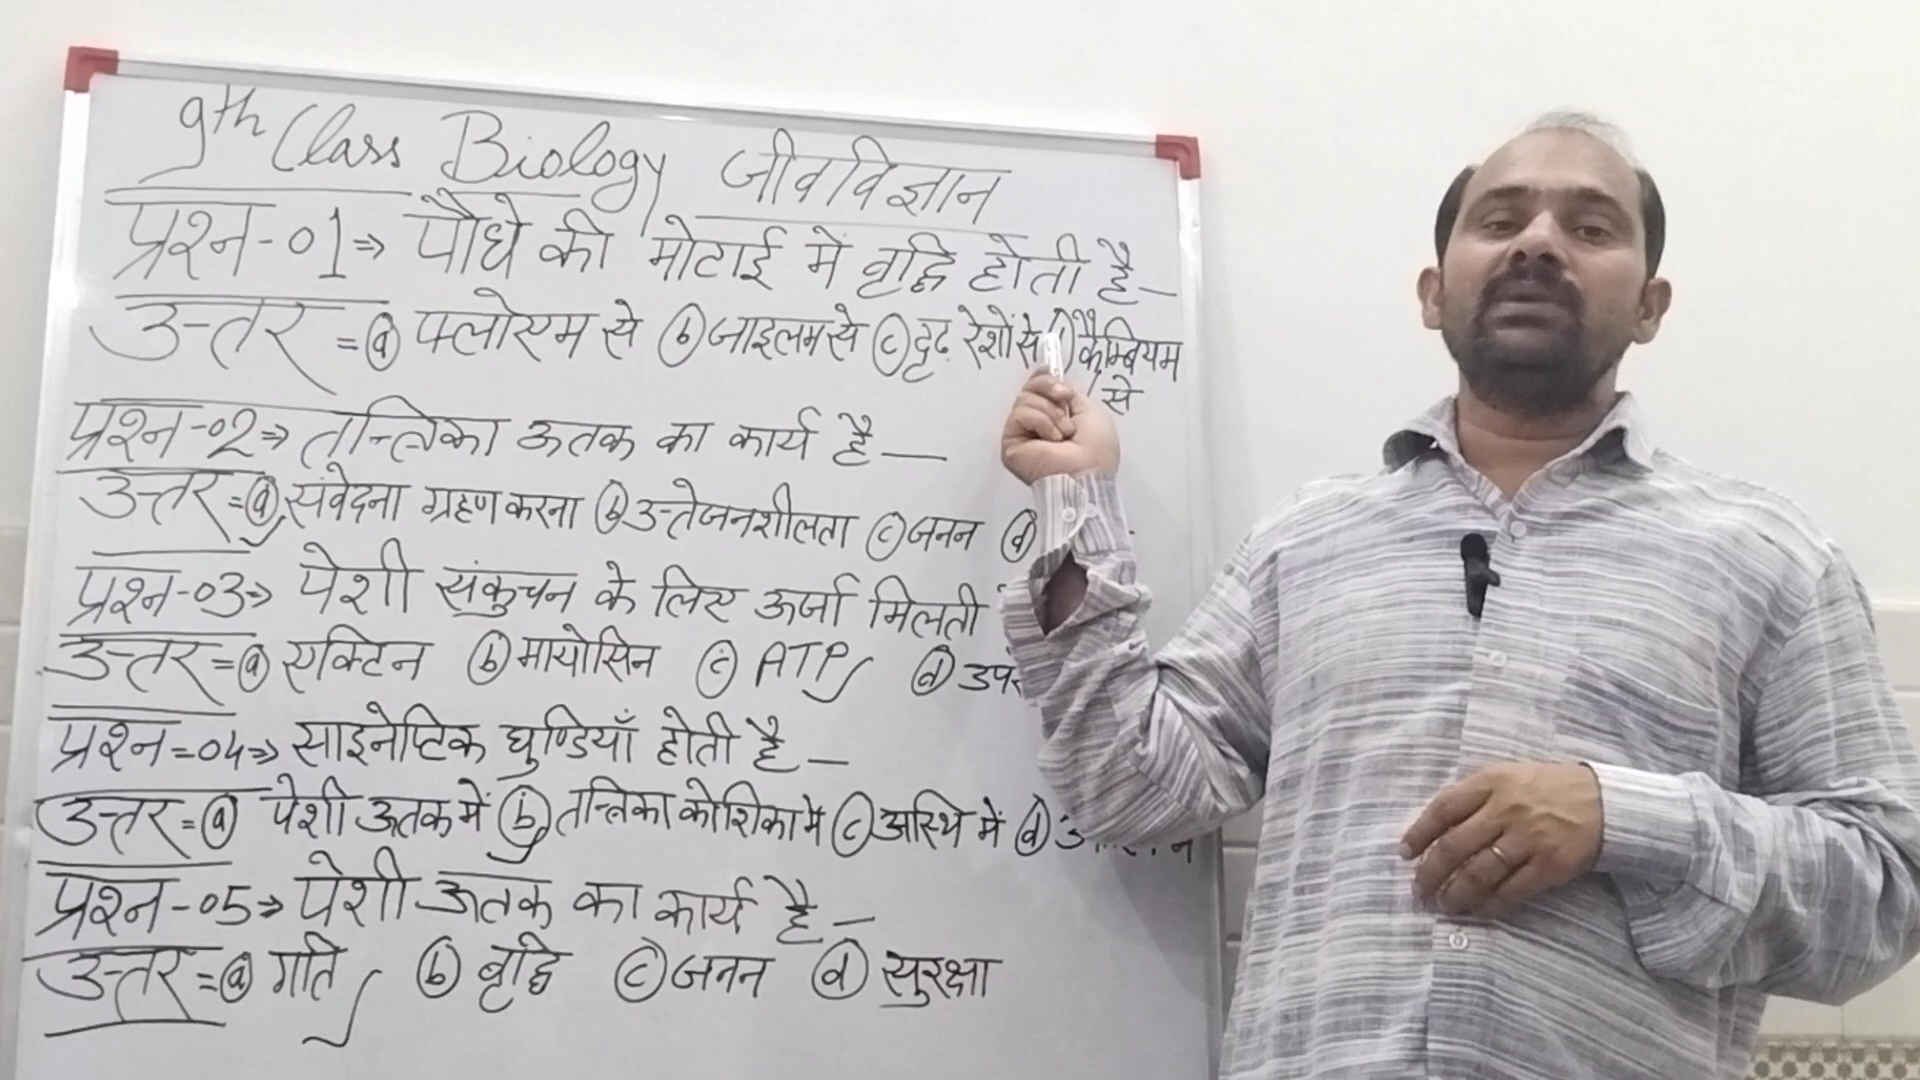 9th Class Biology जीवविज्ञान
प्रश्न-01⇒ पौधे की मोटाई में वृद्धि होती है—
उत्तर = ⓐ फ्लोएम से ⓑ जाइलम से ⓒ दृढ़ रेशों से ⓓ कैम्बियम
से
प्रश्न-02⇒ तन्त्रिका ऊतक का कार्य है—
उत्तर=ⓐ संवेदना ग्रहण करना ⓑ उत्तेजनशीलता ⓒ जनन ⓓ
प्रश्न-03⇒ पेशी संकुचन के लिए ऊर्जा मिलती
उत्तर=ⓐ एक्टिन ⓑ मायोसिन ⓒ ATP ⓓ
प्रश्न=04⇒ साइनेप्टिक घुण्डियाँ होती है—
उत्तर=ⓐ पेशी ऊतक में ⓑ तन्त्रिका कोशिका में ⓒ अस्थि में ⓓ
प्रश्न-05⇒ पेशी ऊतक का कार्य है—
उत्तर=ⓐ गति ⓑ वृद्धि ⓒ जनन ⓓ सुरक्षा